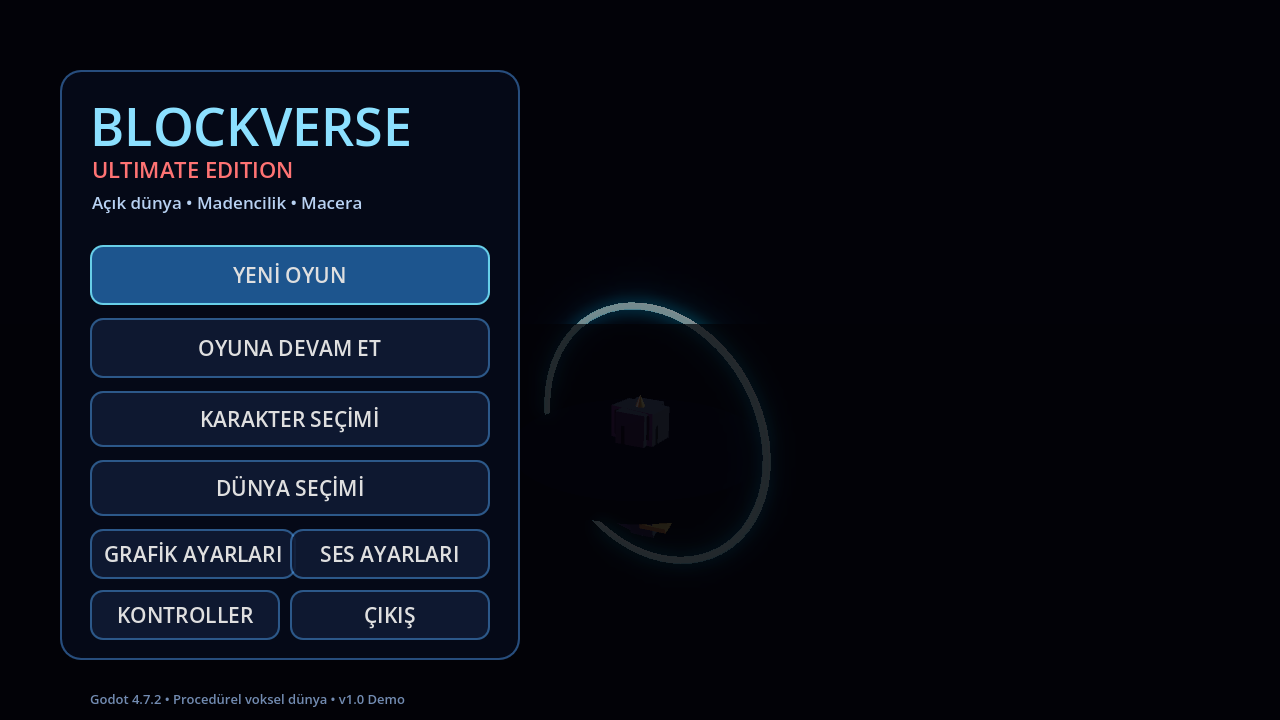 BLOCKVERSE
ULTIMATE EDITION
Açık dünya • Madencilik • Macera
YENİ OYUN
OYUNA DEVAM ET
KARAKTER SEÇİMİ
DÜNYA SEÇİMİ
GRAFİK AYARLARI
SES AYARLARI
KONTROLLER
ÇIKIŞ
Godot 4.7.2 • Procedürel voksel dünya • v1.0 Demo